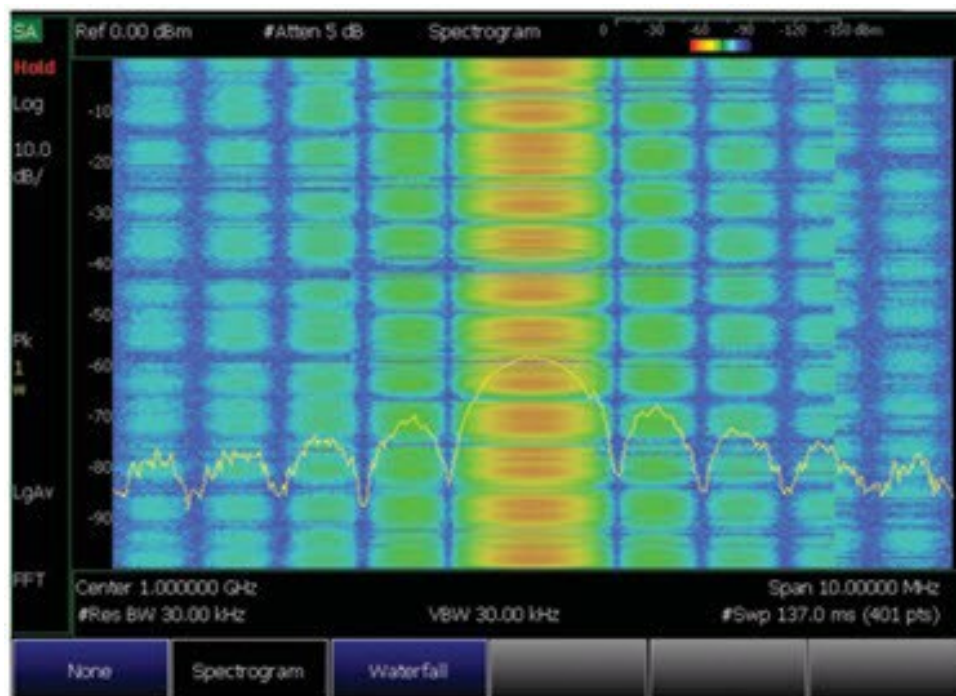 SA Ref 0.00 dBm #Atten 5 dB Spectrogram 0 -30 -60 -90 -120 -150 dBm
Hold
Log
10.0
dB/
-10
-20
-30
-40
-50
-60
-70
-80
-90
Pk
1
LgAv
FFT
Center 1.000000 GHz Span 10.00000 MHz
#Res BW 30.00 kHz VBW 30.00 kHz #Swp 137.0 ms (401 pts)
None Spectrogram Waterfall